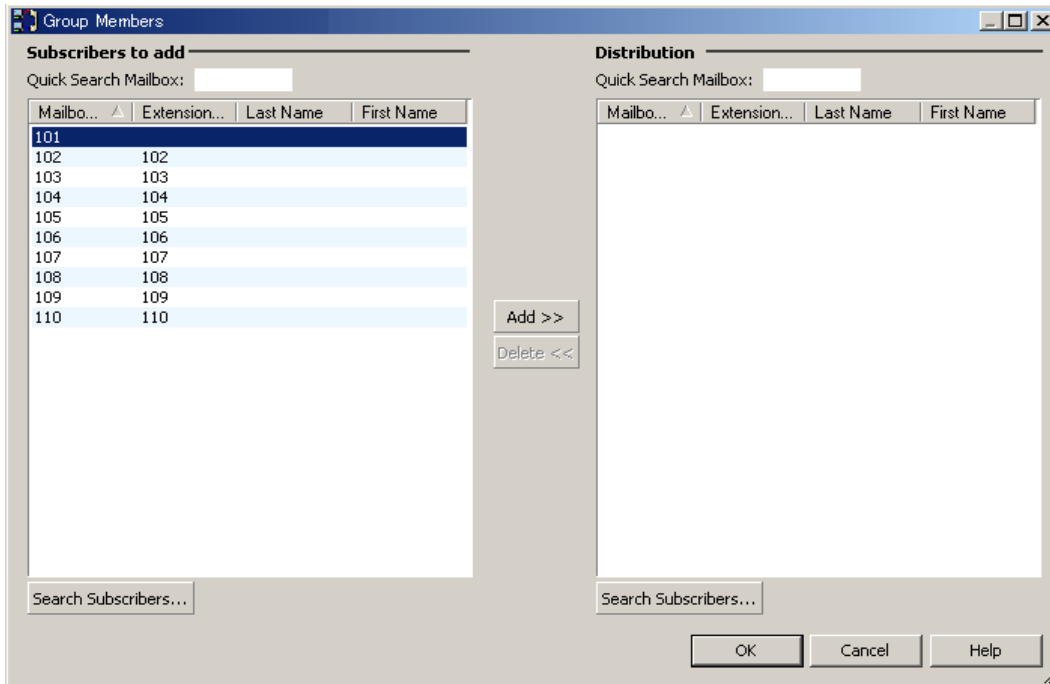 Group Members
Subscribers to add
Quick Search Mailbox:
Mailbo... Extension... Last Name First Name
101
102 102
103 103
104 104
105 105
106 106
107 107
108 108
109 109
110 110
Search Subscribers...
Add >>
Delete <<
Distribution
Quick Search Mailbox:
Mailbo... Extension... Last Name First Name
Search Subscribers...
OK Cancel Help